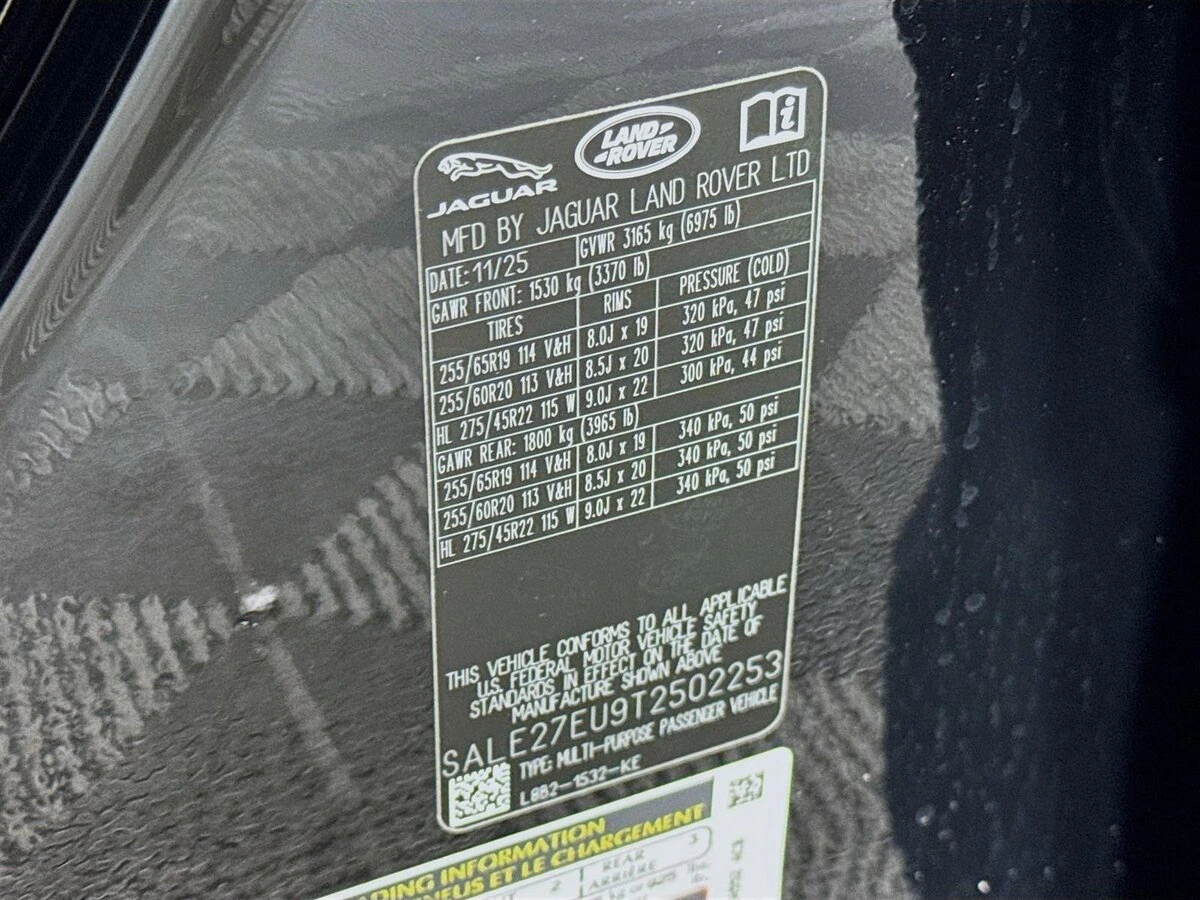 JAGUAR
LAND ROVER
i
MFD BY JAGUAR LAND ROVER LTD
DATE: 11/25 GVWR 3165 kg (6975 lb)
GAWR FRONT: 1530 kg (3370 lb)
TIRES RIMS PRESSURE (COLD)
255/65R19 114 V&H 8.0J x 19 320 kPa, 47 psi
255/60R20 113 V&H 8.5J x 20 320 kPa, 47 psi
HL 275/45R22 115 W 9.0J x 22 300 kPa, 44 psi
GAWR REAR: 1800 kg (3965 lb)
255/65R19 114 V&H 8.0J x 19 340 kPa, 50 psi
255/60R20 113 V&H 8.5J x 20 340 kPa, 50 psi
HL 275/45R22 115 W 9.0J x 22 340 kPa, 50 psi
THIS VEHICLE CONFORMS TO ALL APPLICABLE
U.S. FEDERAL MOTOR VEHICLE SAFETY
STANDARDS IN EFFECT ON THE DATE OF
MANUFACTURE SHOWN ABOVE
SALE27EU9T2502253
TYPE: MULTI-PURPOSE PASSENGER VEHICLE
L8B2-1532-KE
ADING INFORMATION
NEUS ET LE CHARGEMENT
2 REAR 3
ARRIÈRE